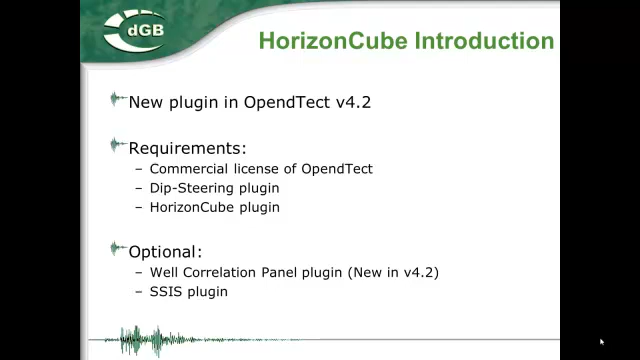 dGB
HorizonCube Introduction
New plugin in OpendTect v4.2
Requirements:
– Commercial license of OpendTect
– Dip-Steering plugin
– HorizonCube plugin
Optional:
– Well Correlation Panel plugin (New in v4.2)
– SSIS plugin